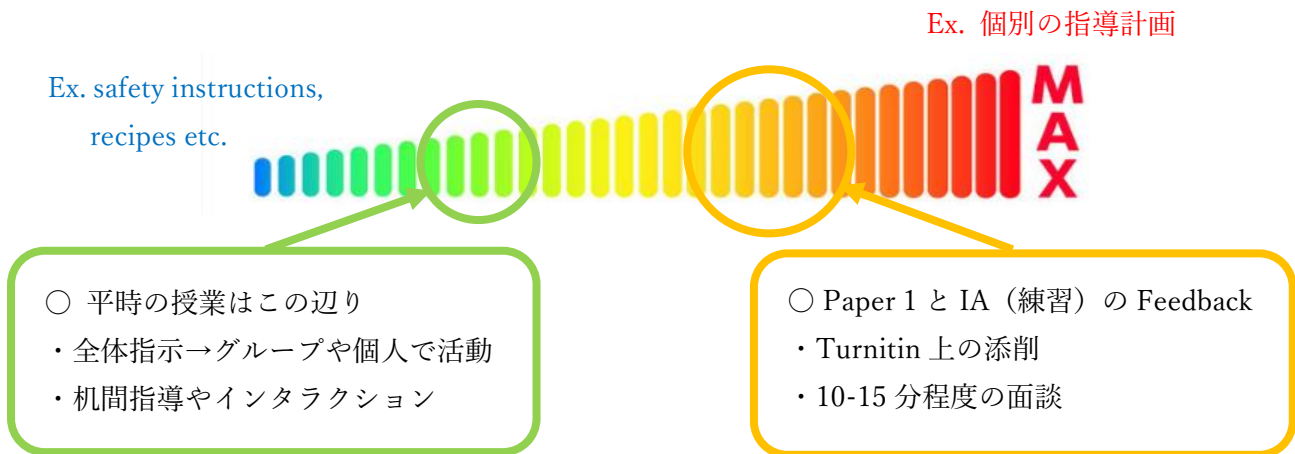 Ex. 個別の指導計画
Ex. safety instructions,
recipes etc.
MAX
○ 平時の授業はこの辺り
・全体指示→グループや個人で活動
・机間指導やインタラクション
○ Paper 1 と IA（練習）の Feedback
・Turnitin 上の添削
・10-15 分程度の面談